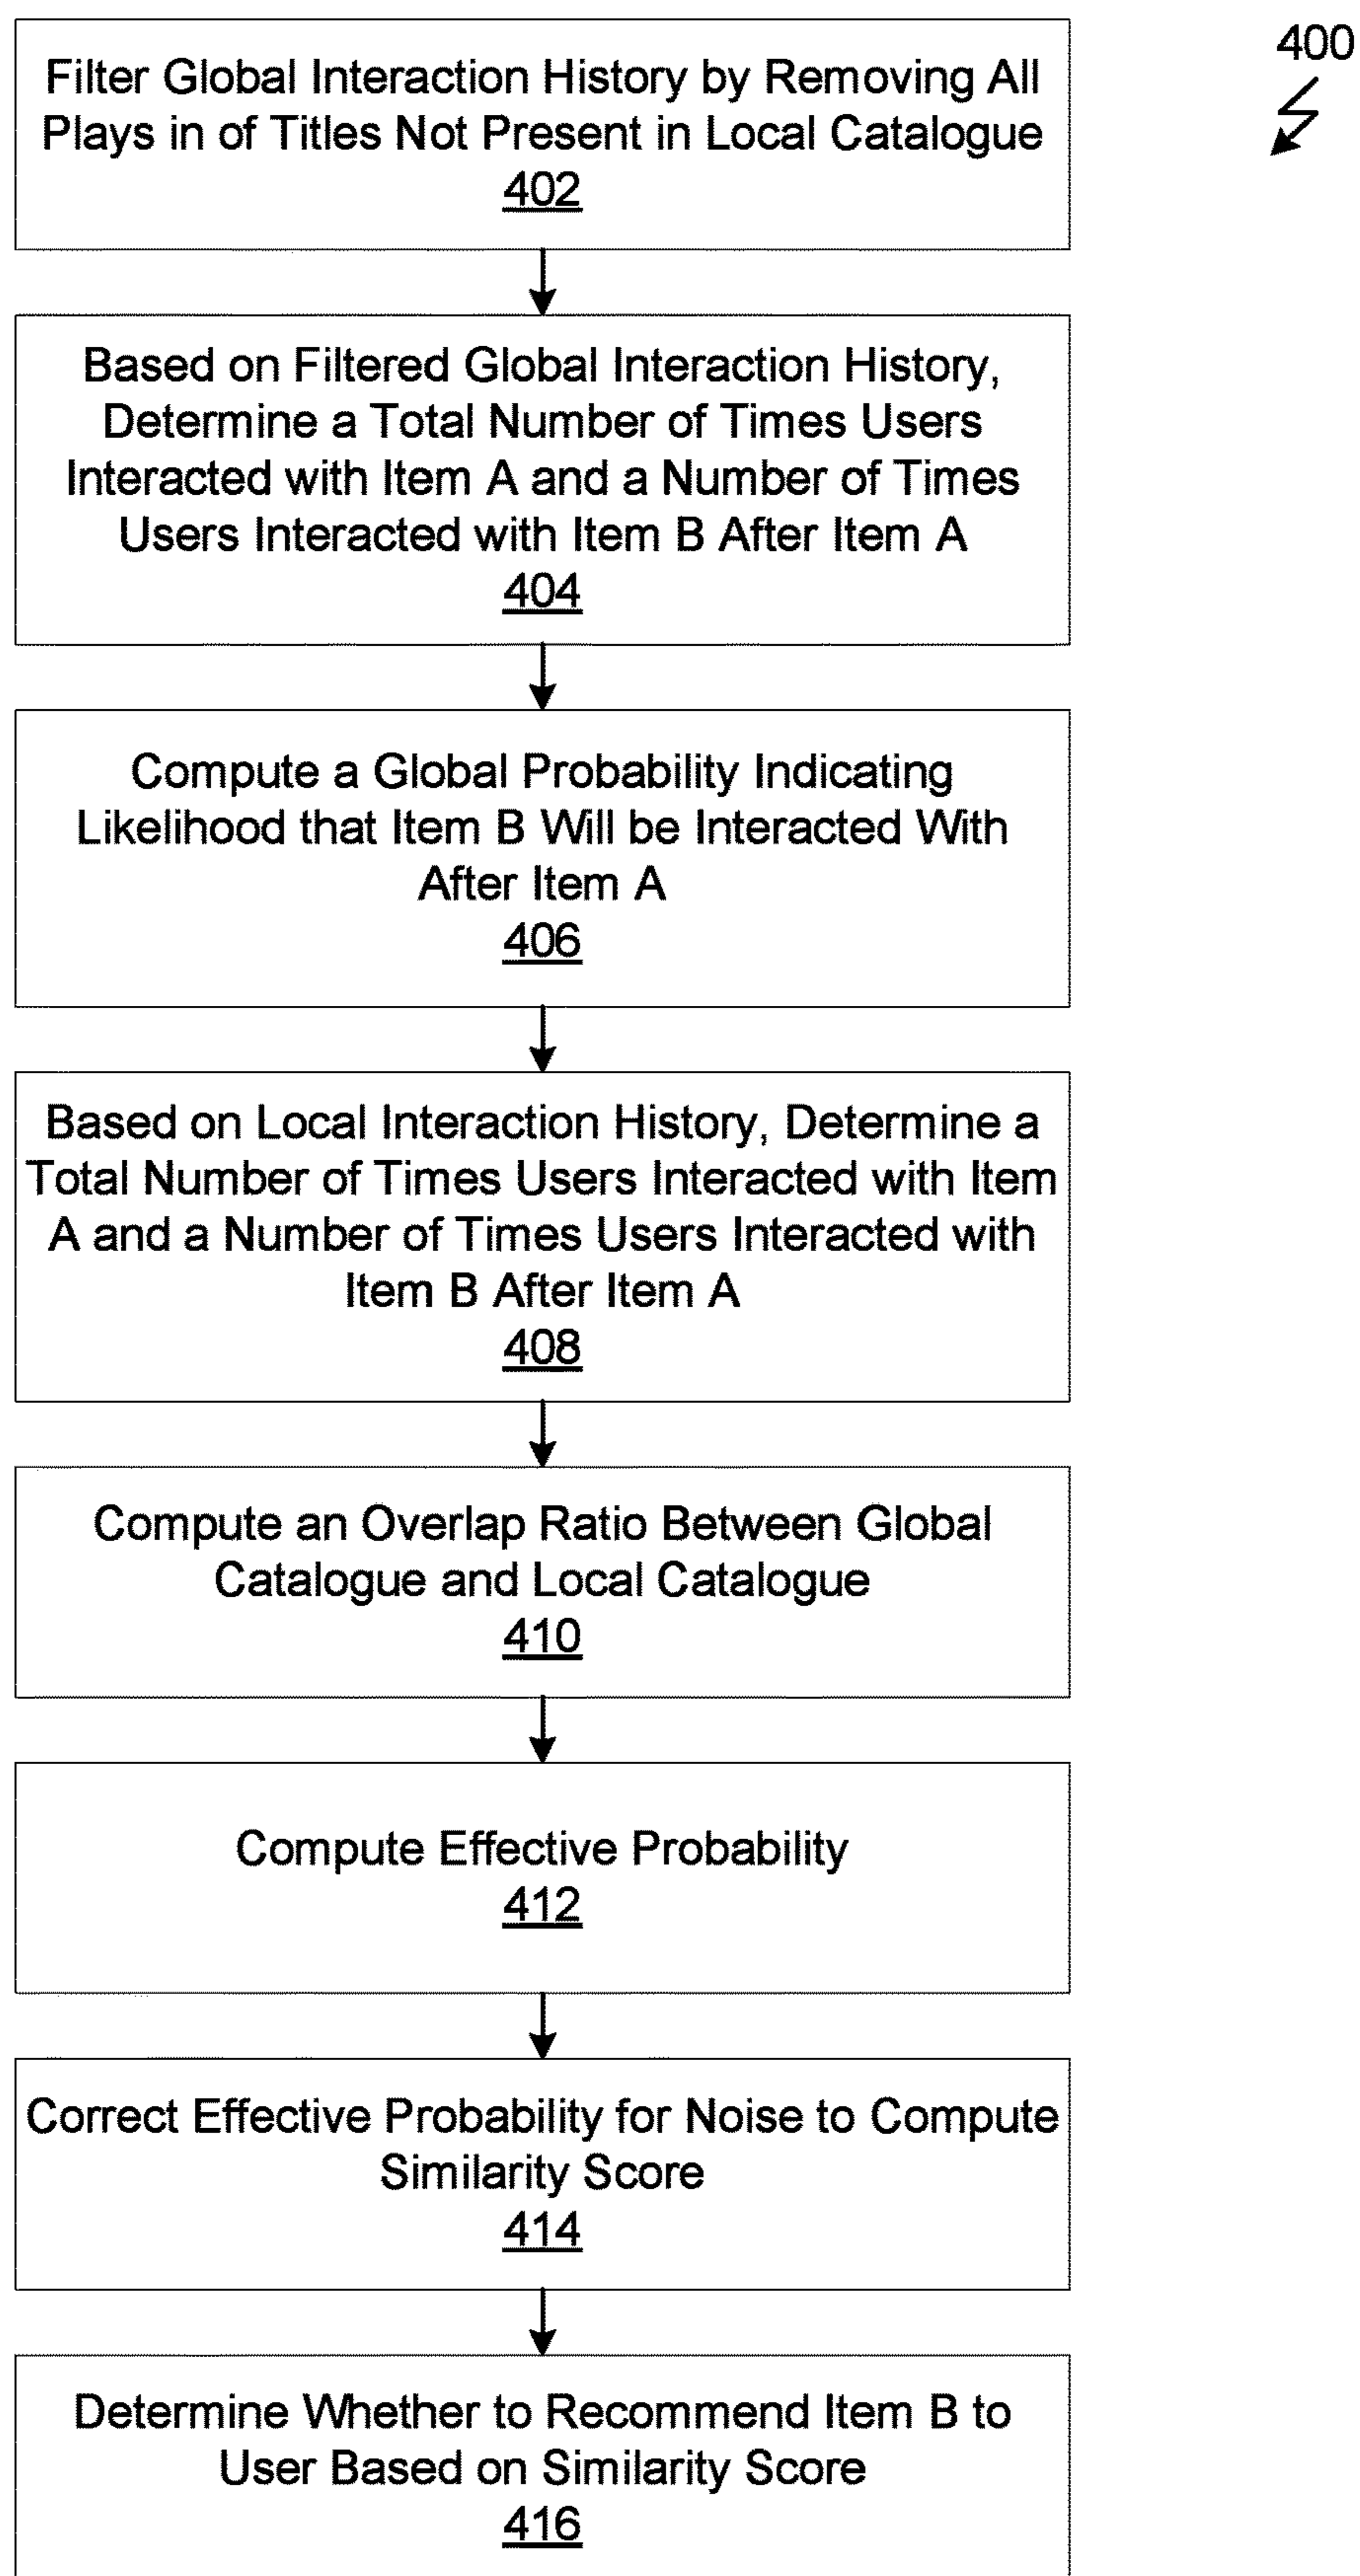 400
Filter Global Interaction History by Removing All
Plays in of Titles Not Present in Local Catalogue
402
Based on Filtered Global Interaction History,
Determine a Total Number of Times Users
Interacted with Item A and a Number of Times
Users Interacted with Item B After Item A
404
Compute a Global Probability Indicating
Likelihood that Item B Will be Interacted With
After Item A
406
Based on Local Interaction History, Determine a
Total Number of Times Users Interacted with Item
A and a Number of Times Users Interacted with
Item B After Item A
408
Compute an Overlap Ratio Between Global
Catalogue and Local Catalogue
410
Compute Effective Probability
412
Correct Effective Probability for Noise to Compute
Similarity Score
414
Determine Whether to Recommend Item B to
User Based on Similarity Score
416